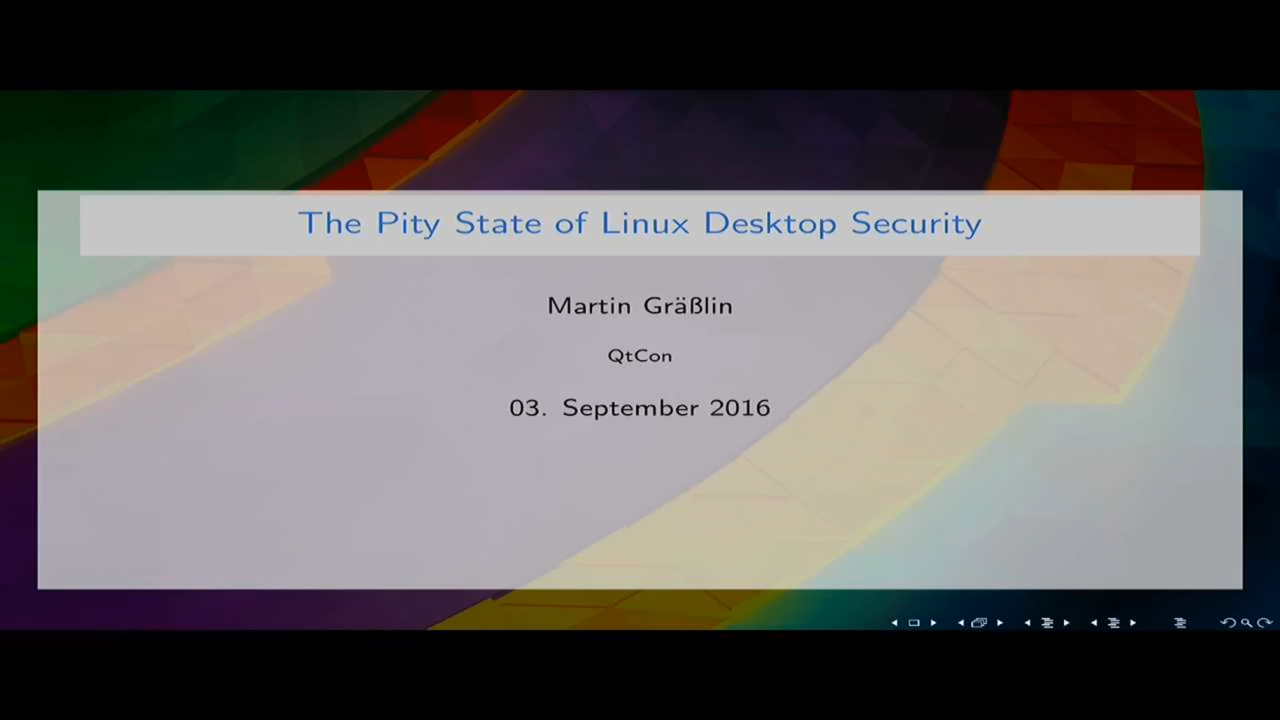 The Pity State of Linux Desktop Security
Martin Gräßlin
QtCon
03. September 2016